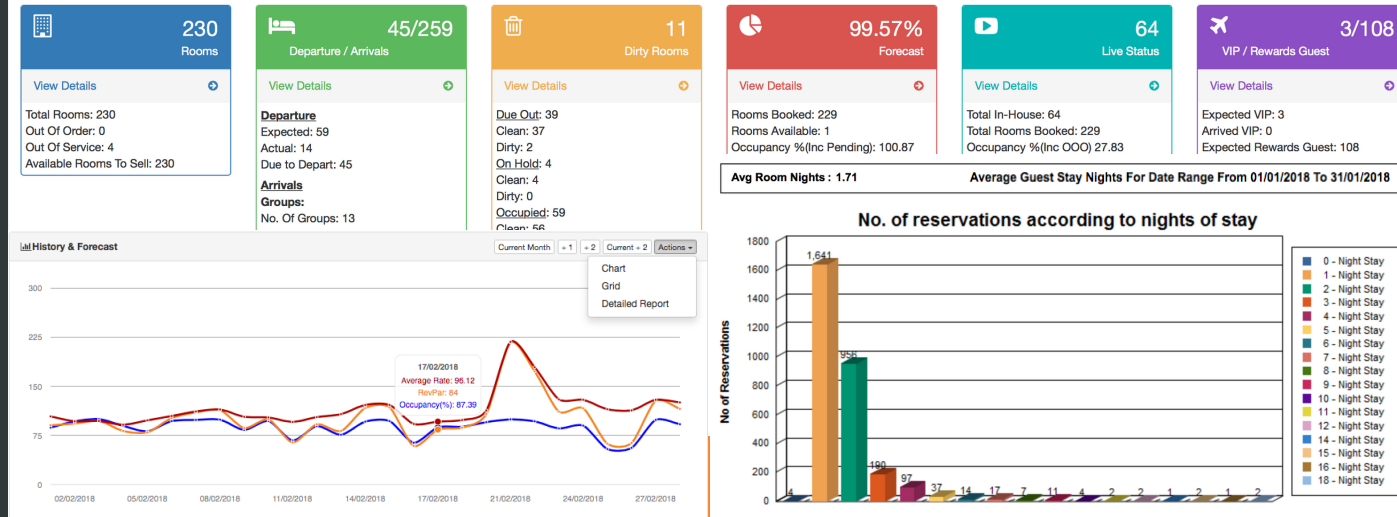 230
Rooms
View Details
Total Rooms: 230
Out Of Order: 0
Out Of Service: 4
Available Rooms To Sell: 230
45/259
Departure / Arrivals
View Details
Departure
Expected: 59
Actual: 14
Due to Depart: 45
Arrivals
Groups:
No. Of Groups: 13
11
Dirty Rooms
View Details
Due Out: 39
Clean: 37
Dirty: 2
On Hold: 4
Clean: 4
Dirty: 0
Occupied: 59
Clean: 56
99.57%
Forecast
View Details
Rooms Booked: 229
Rooms Available: 1
Occupancy %(Inc Pending): 100.87
64
Live Status
View Details
Total In-House: 64
Total Rooms Booked: 229
Occupancy %(Inc OOO) 27.83
3/108
VIP / Rewards Guest
View Details
Expected VIP: 3
Arrived VIP: 0
Expected Rewards Guest: 108
History & Forecast
Current Month + 1 + 2 Current + 2 Actions
Chart
Grid
Detailed Report
300
225
150
75
0
17/02/2018
Average Rate: 96.12
RevPar: 84
Occupancy(%): 87.39
02/02/2018 05/02/2018 08/02/2018 11/02/2018 14/02/2018 17/02/2018 21/02/2018 24/02/2018 27/02/2018
Avg Room Nights : 1.71 Average Guest Stay Nights For Date Range From 01/01/2018 To 31/01/2018
No. of reservations according to nights of stay
No of Reservations
1800
1600
1400
1200
1000
800
600
400
200
0
4 1,641 956 190 97 37 14 17 7 11 4 2 2 1 2 1 2
0 - Night Stay
1 - Night Stay
2 - Night Stay
3 - Night Stay
4 - Night Stay
5 - Night Stay
6 - Night Stay
7 - Night Stay
8 - Night Stay
9 - Night Stay
10 - Night Stay
11 - Night Stay
12 - Night Stay
14 - Night Stay
15 - Night Stay
16 - Night Stay
18 - Night Stay